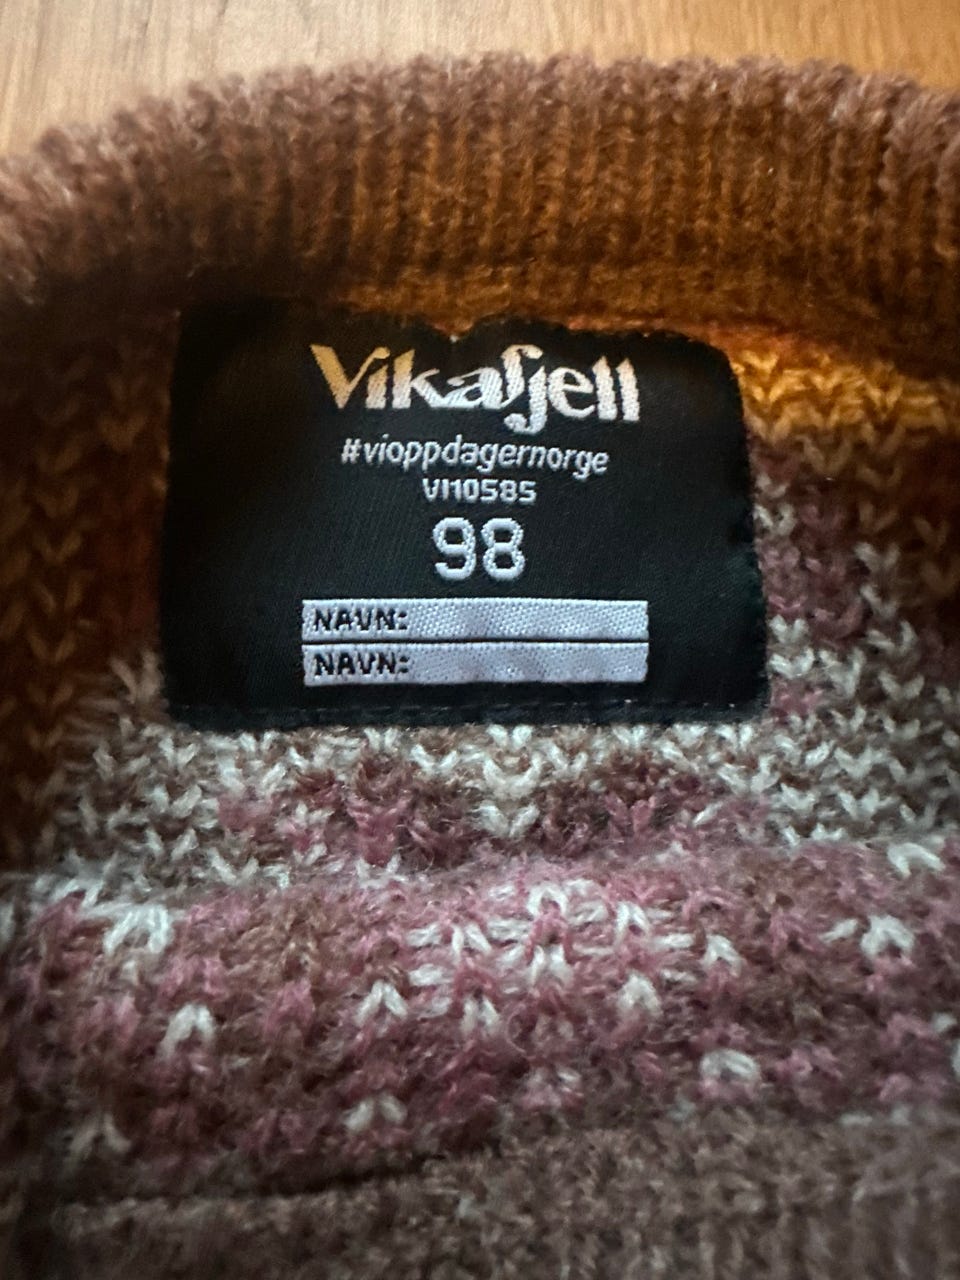 Vikafjell
#vioppdagernorge
VI10585
98
NAVN:
NAVN: